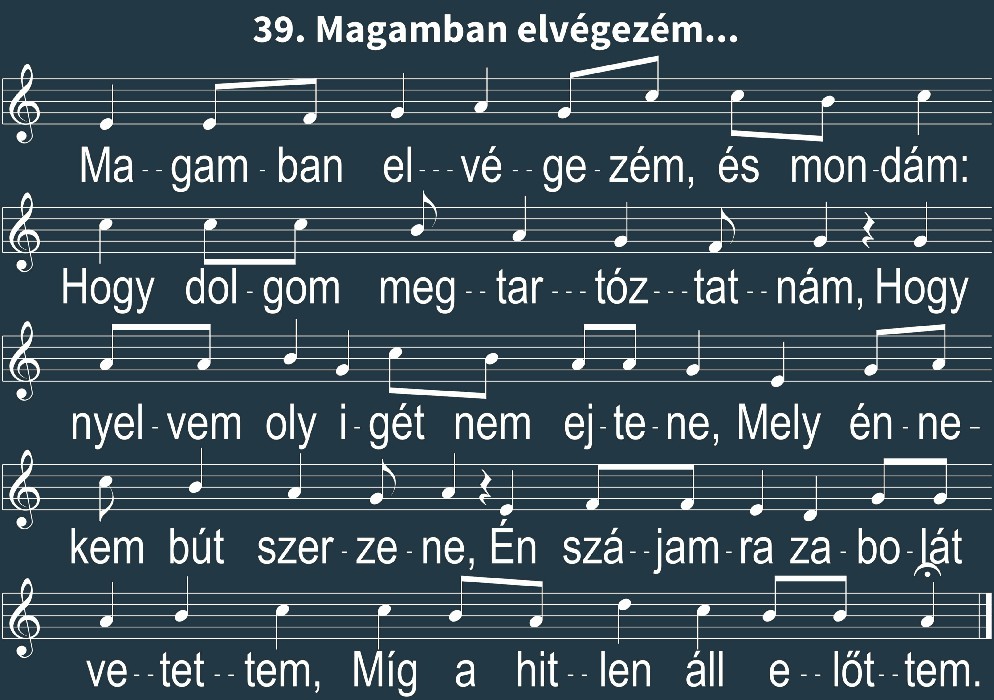 39. Magamban elvégezém...
Ma - - gam - ban el - - - vé - - ge - zém, és mon - dám:
Hogy dol - gom meg - - tar - - - tóz - - - tat - - nám, Hogy
nyel - vem oly i - gét nem ej - te - ne, Mely én - ne -
kem bút szer - ze - ne, Én szá - - jam - ra za - bo - lát
ve - - tet - - tem, Míg a hit - - len áll e - - lőt - - tem.